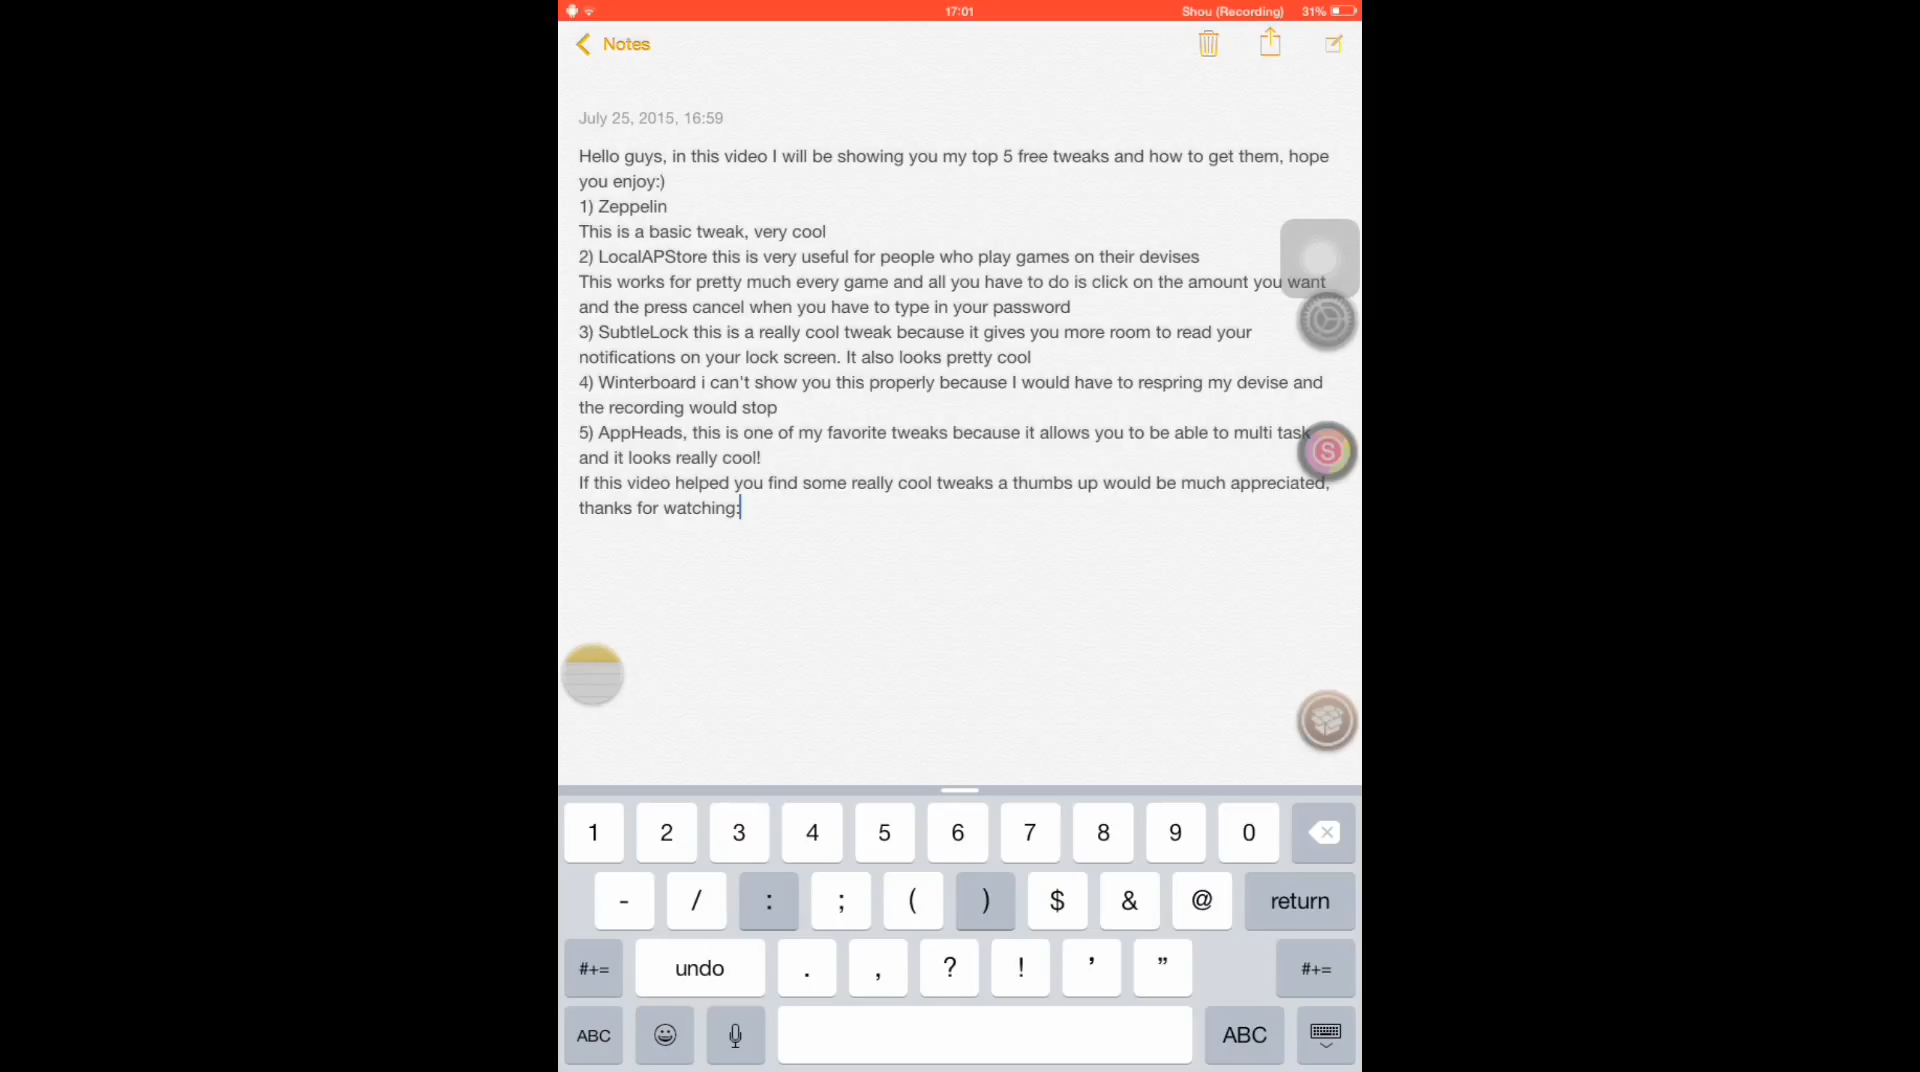 17:01
Shou (Recording)
31%
Notes
July 25, 2015, 16:59
Hello guys, in this video I will be showing you my top 5 free tweaks and how to get them, hope
you enjoy:)
1) Zeppelin
This is a basic tweak, very cool
2) LocalAPStore this is very useful for people who play games on their devises
This works for pretty much every game and all you have to do is click on the amount you want
and the press cancel when you have to type in your password
3) SubtleLock this is a really cool tweak because it gives you more room to read your
notifications on your lock screen. It also looks pretty cool
4) Winterboard i can't show you this properly because I would have to respring my devise and
the recording would stop
5) AppHeads, this is one of my favorite tweaks because it allows you to be able to multi task
and it looks really cool!
If this video helped you find some really cool tweaks a thumbs up would be much appreciated,
thanks for watching:
S
1 2 3 4 5 6 7 8 9 0
- / : ; ( ) $ & @ return
#+= undo . , ? ! ’ ” #+=
ABC ABC